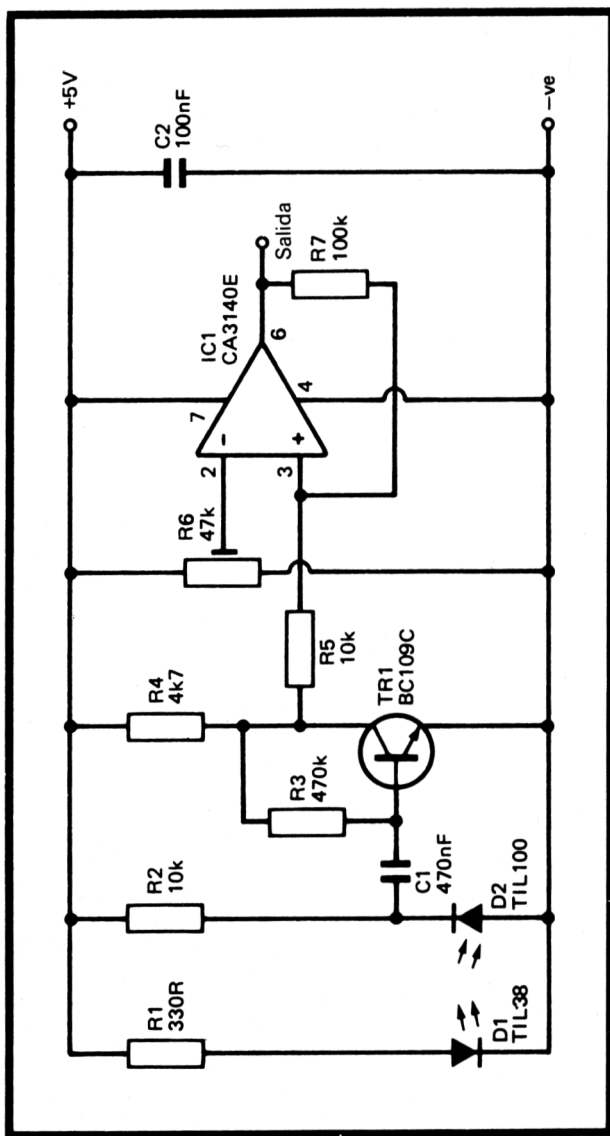 +5V
C2
100nF
-ve
Salida
R7
100k
IC1
CA3140E
7
6
4
2
-
3
+
R6
47k
R5
10k
R4
4k7
TR1
BC109C
R3
470k
C1
470nF
R2
10k
D2
TIL100
R1
330R
D1
TIL38